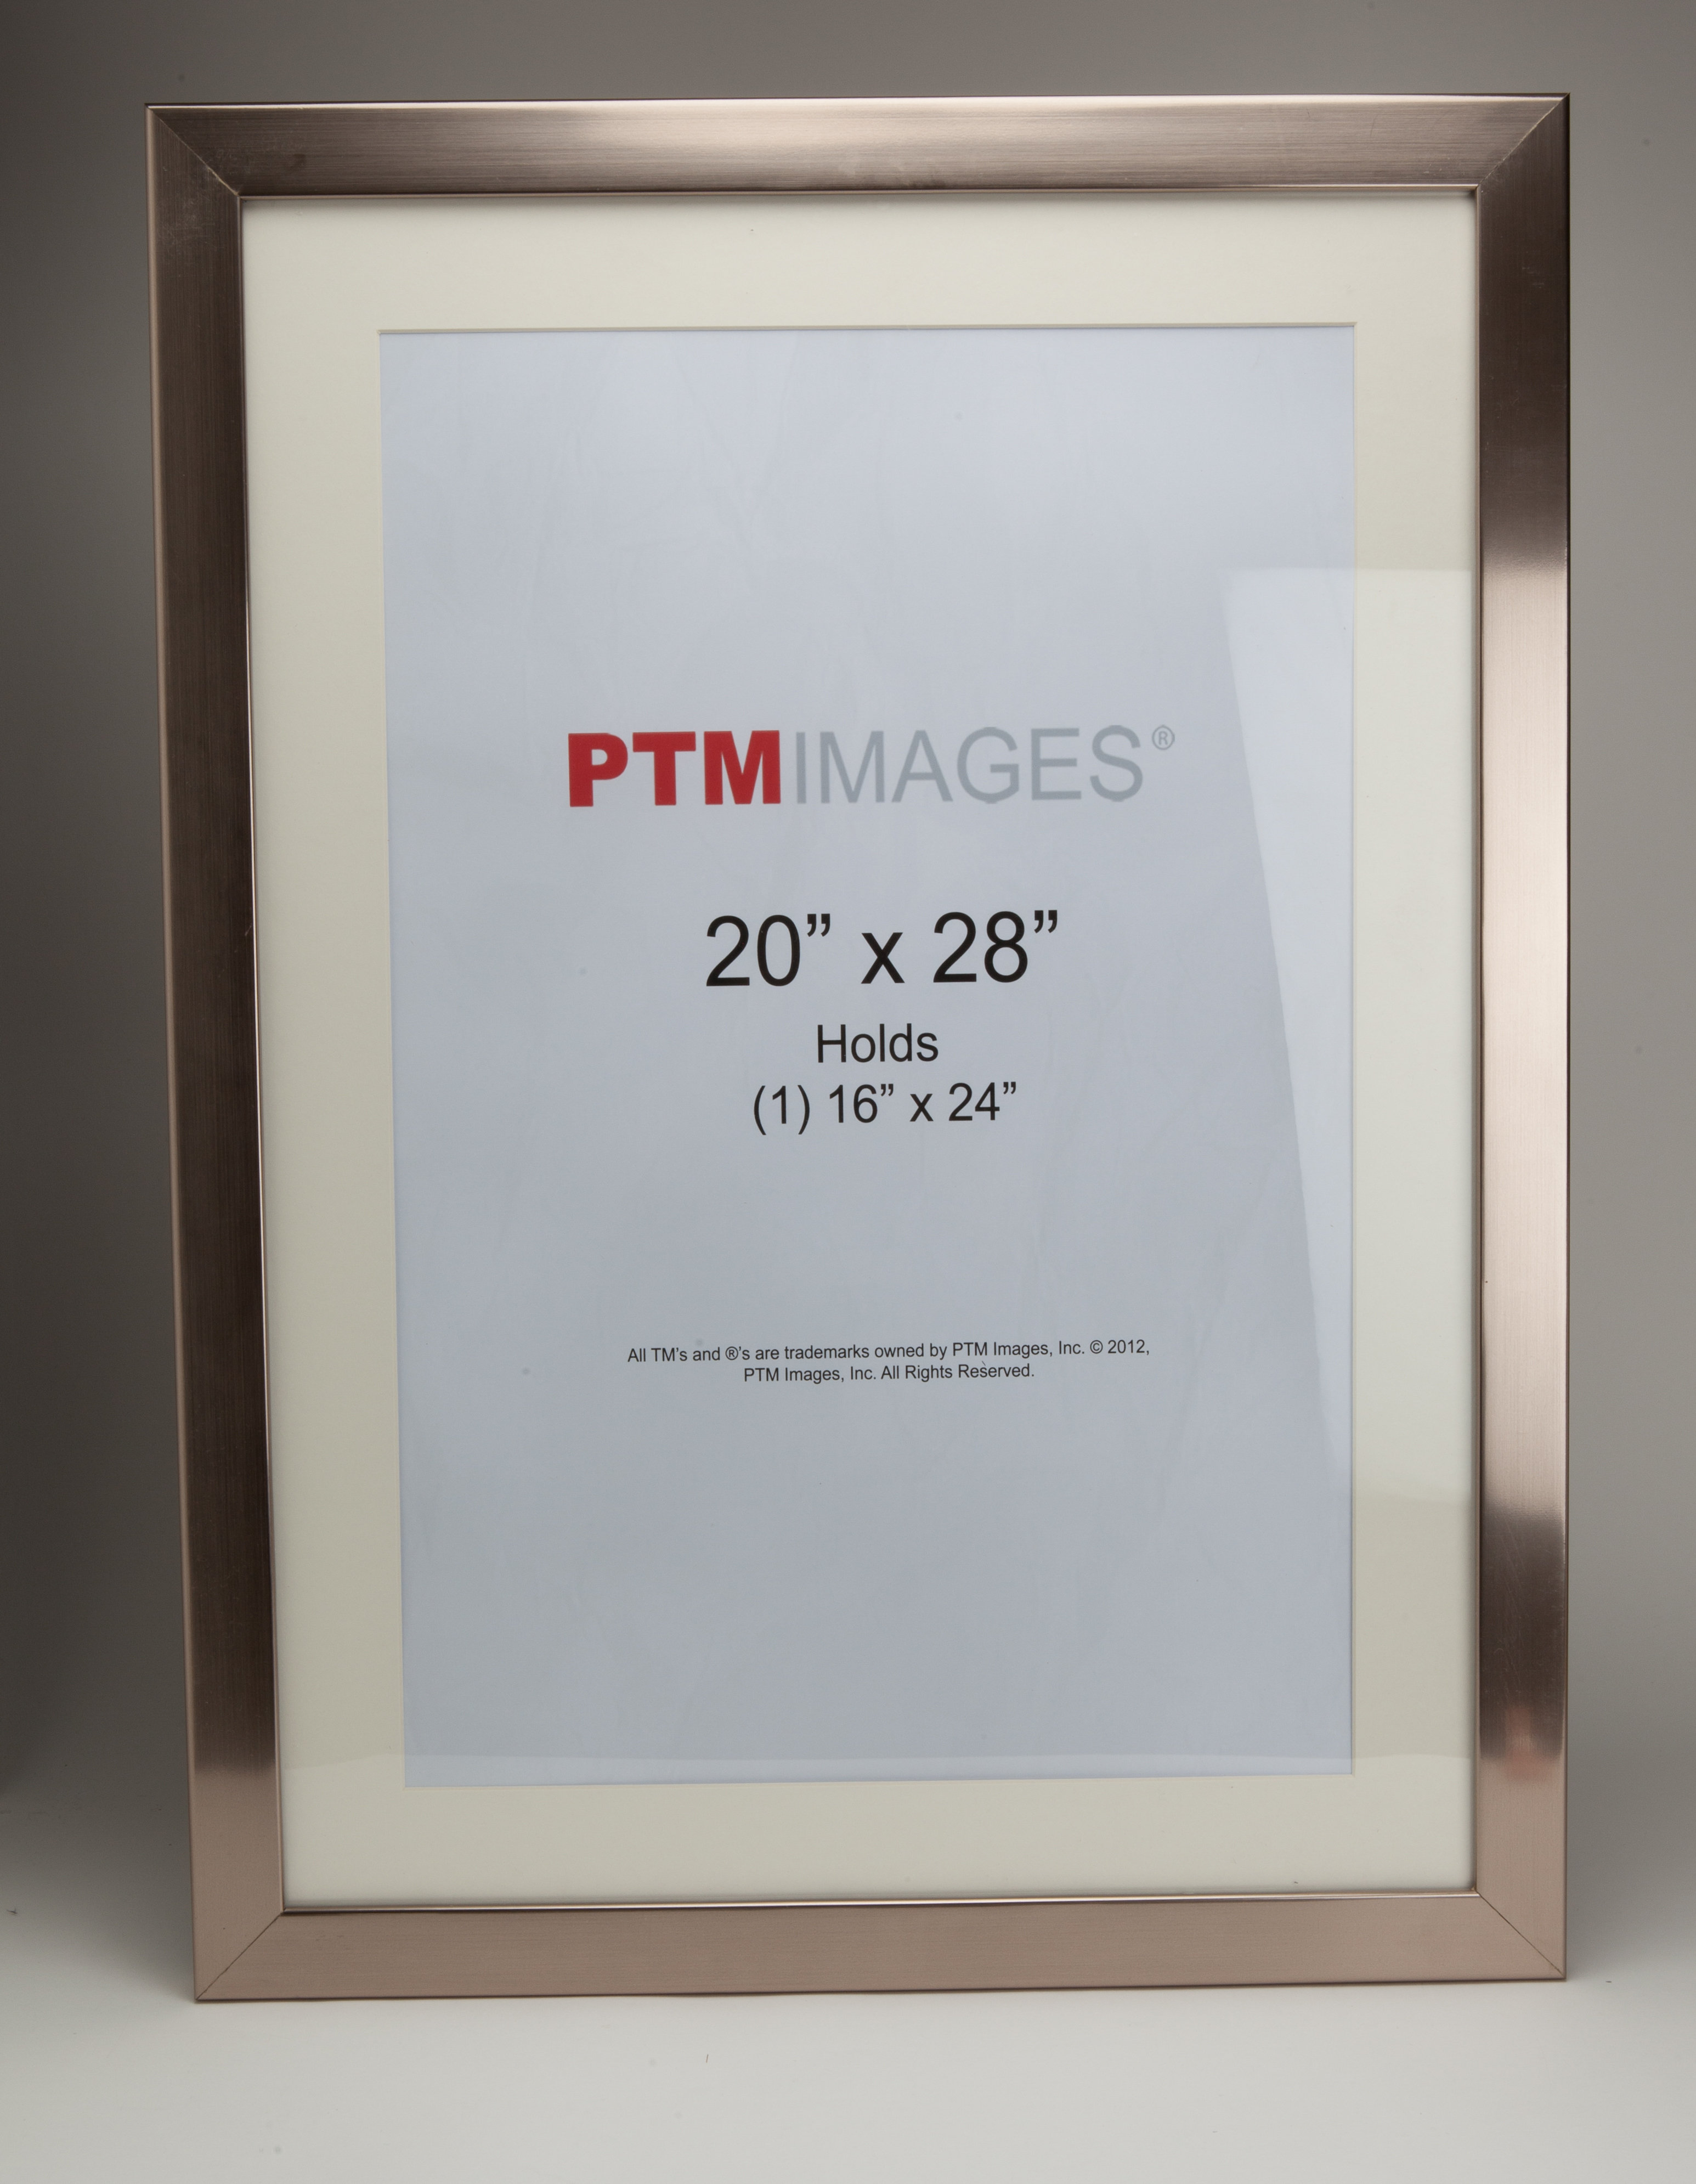 PTMIMAGES®
20” x 28”
Holds
(1) 16” x 24”
All TM's and ®'s are trademarks owned by PTM Images, Inc. © 2012,
PTM Images, Inc. All Rights Reserved.